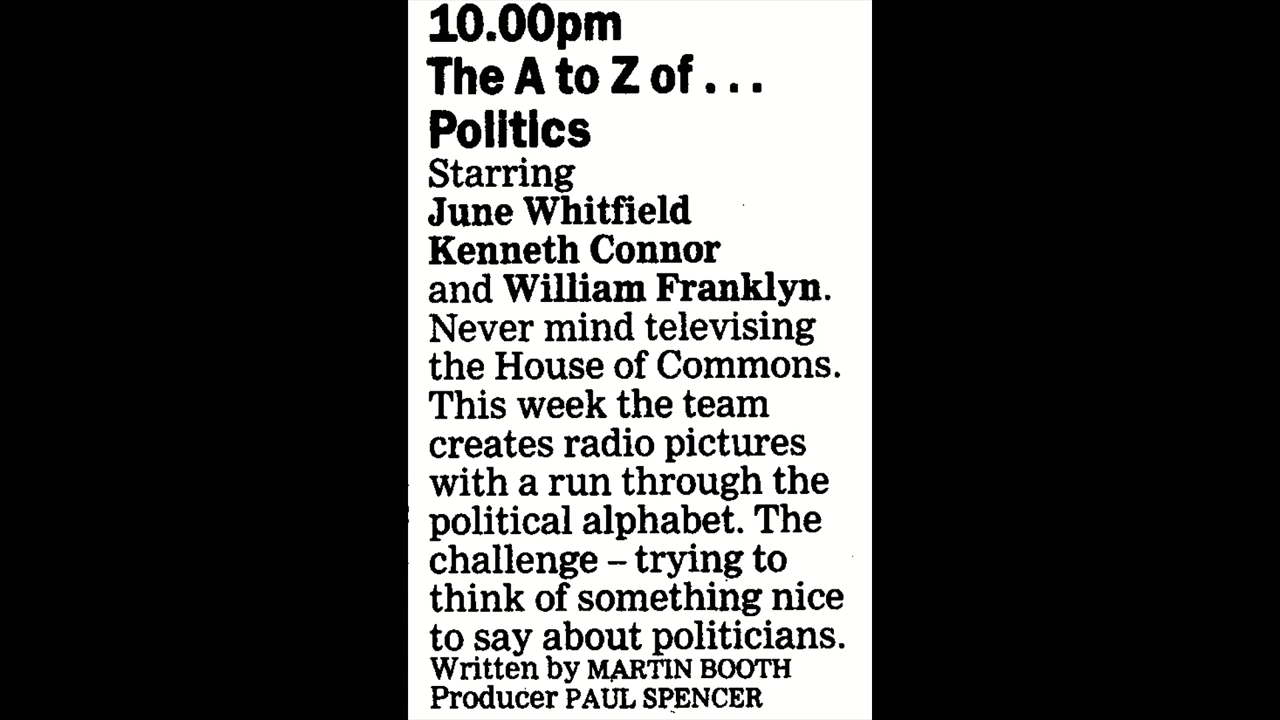 10.00pm
The A to Z of . . .
Politics
Starring
June Whitfield
Kenneth Connor
and William Franklyn.
Never mind televising
the House of Commons.
This week the team
creates radio pictures
with a run through the
political alphabet. The
challenge – trying to
think of something nice
to say about politicians.
Written by MARTIN BOOTH
Producer PAUL SPENCER